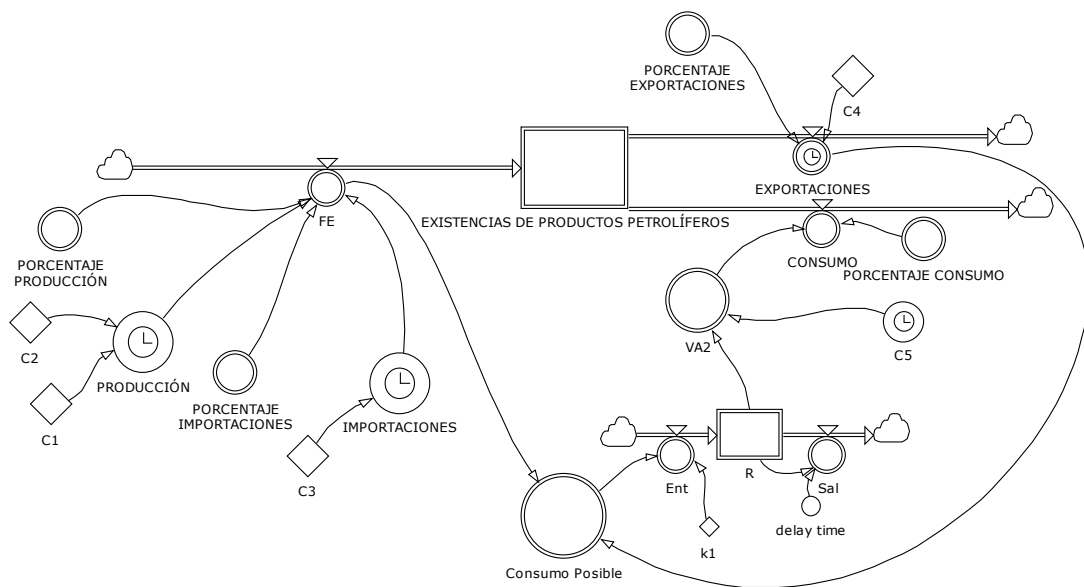 PORCENTAJE
EXPORTACIONES
C4
EXPORTACIONES
FE
EXISTENCIAS DE PRODUCTOS PETROLÍFEROS
PORCENTAJE
PRODUCCIÓN
CONSUMO
PORCENTAJE CONSUMO
C2
VA2
C5
PRODUCCIÓN
C1
PORCENTAJE
IMPORTACIONES
IMPORTACIONES
C3
Ent
R
Sal
delay time
k1
Consumo Posible